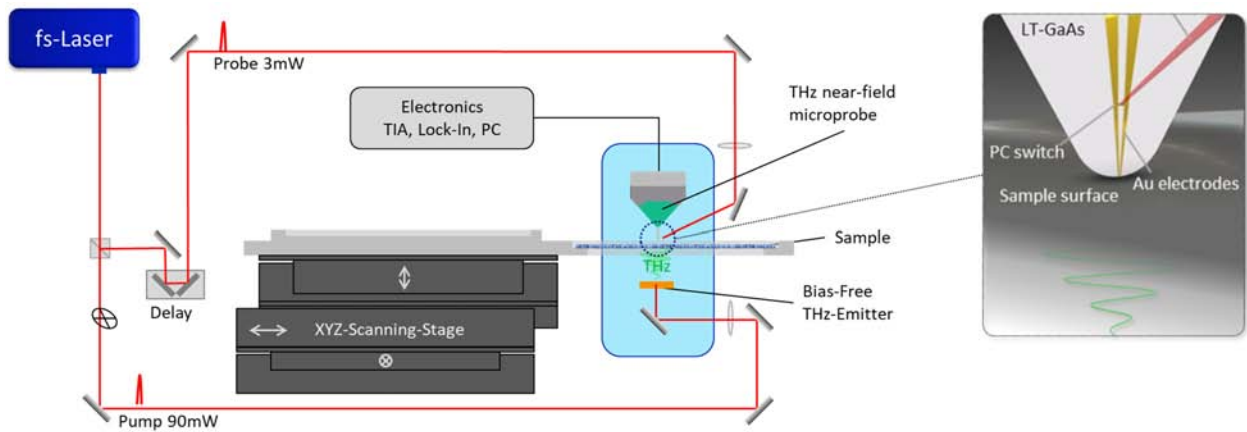 fs-Laser
Probe 3mW
Electronics
TIA, Lock-In, PC
THz near-field
microprobe
LT-GaAs
PC switch
Au electrodes
Sample surface
Sample
THz
Delay
Bias-Free
THz-Emitter
XYZ-Scanning-Stage
Pump 90mW